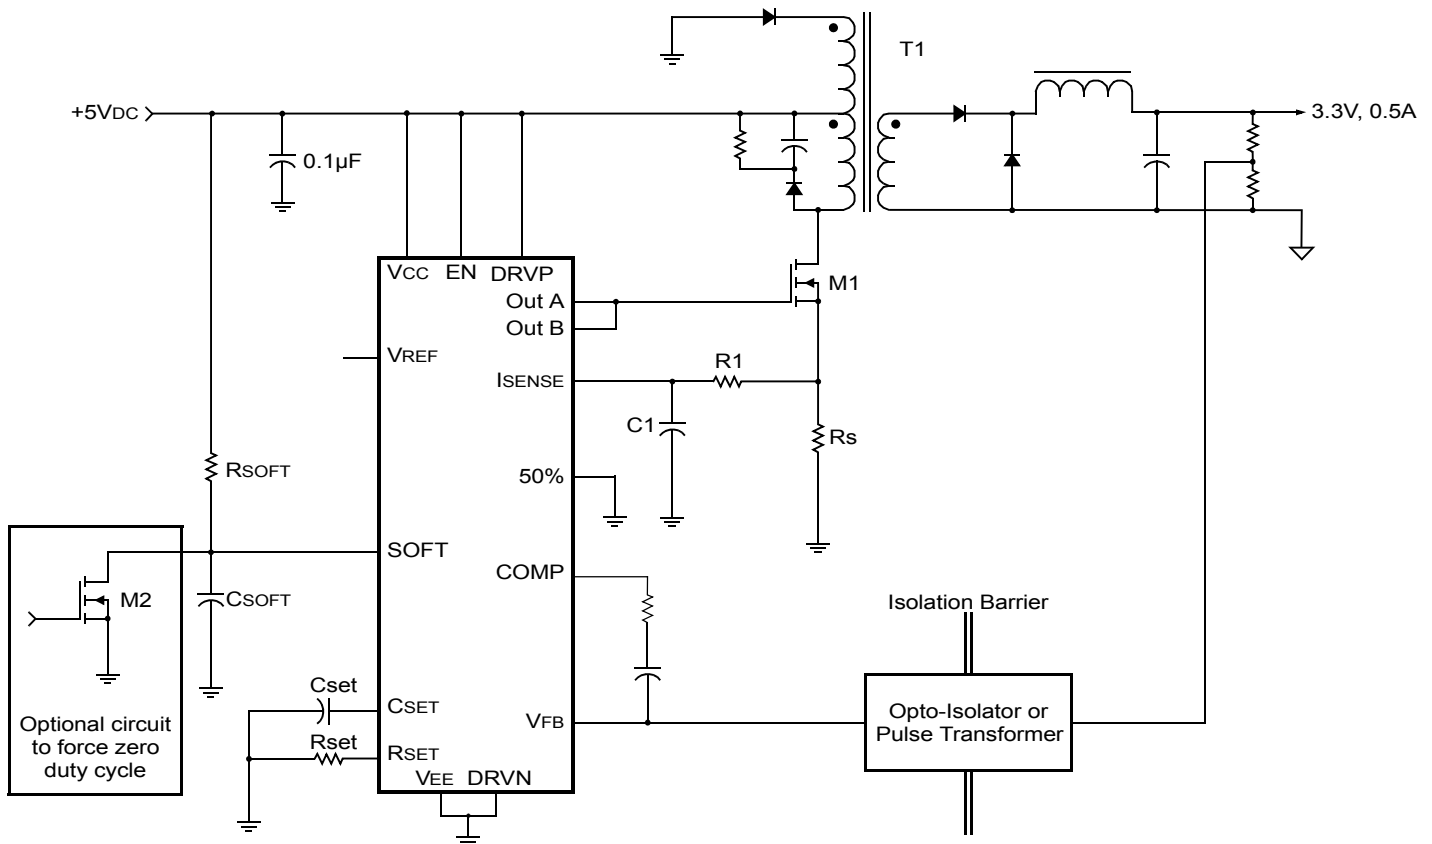 T1
+5VDC
3.3V, 0.5A
0.1µF
VCC EN DRVP
Out A
M1
Out B
VREF
R1
ISENSE
C1
Rs
RSOFT
50%
SOFT
COMP
M2
CSOFT
Isolation Barrier
Cset
CSET
Optional circuit
to force zero
duty cycle
VFB
Opto-Isolator or
Pulse Transformer
Rset
RSET
VEE DRVN